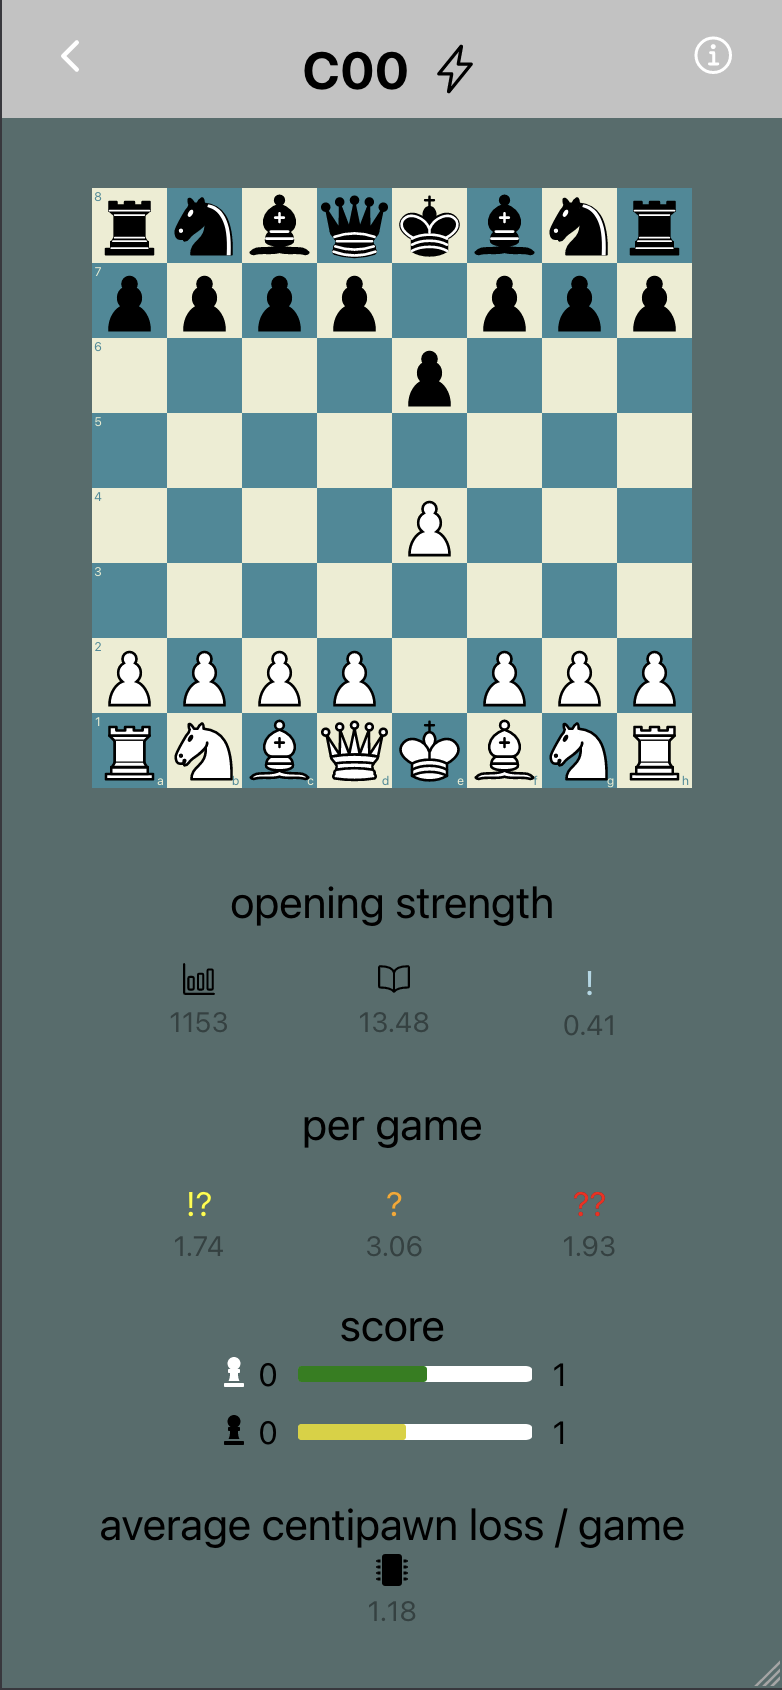 C00
8
7
6
5
4
3
2
1
a b c d e f g h
opening strength
1153 13.48 !
0.41
per game
!? ? ??
1.74 3.06 1.93
score
0 1
0 1
average centipawn loss / game
1.18